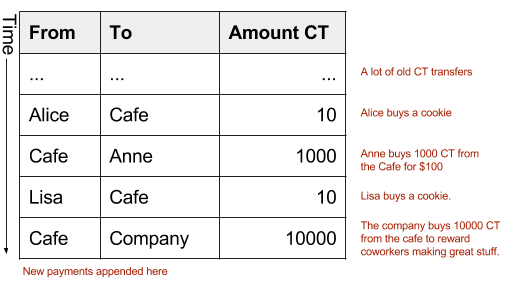 Time
From To Amount CT
... ... ... A lot of old CT transfers
Alice Cafe 10 Alice buys a cookie
Cafe Anne 1000 Anne buys 1000 CT from
the Cafe for $100
Lisa Cafe 10 Lisa buys a cookie.
Cafe Company 10000 The company buys 10000 CT
from the cafe to reward
coworkers making great stuff.
New payments appended here